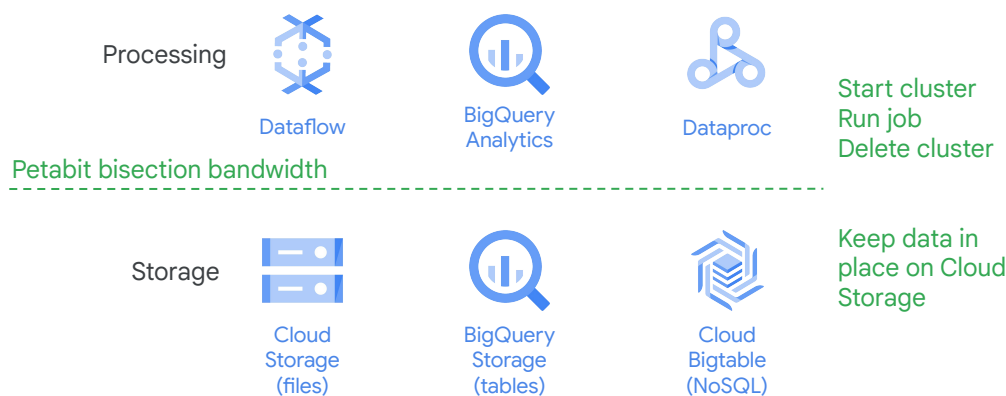 Processing
Dataflow
BigQuery
Analytics
Dataproc
Start cluster
Run job
Delete cluster
Petabit bisection bandwidth
Storage
Cloud
Storage
(files)
BigQuery
Storage
(tables)
Cloud
Bigtable
(NoSQL)
Keep data in
place on Cloud
Storage